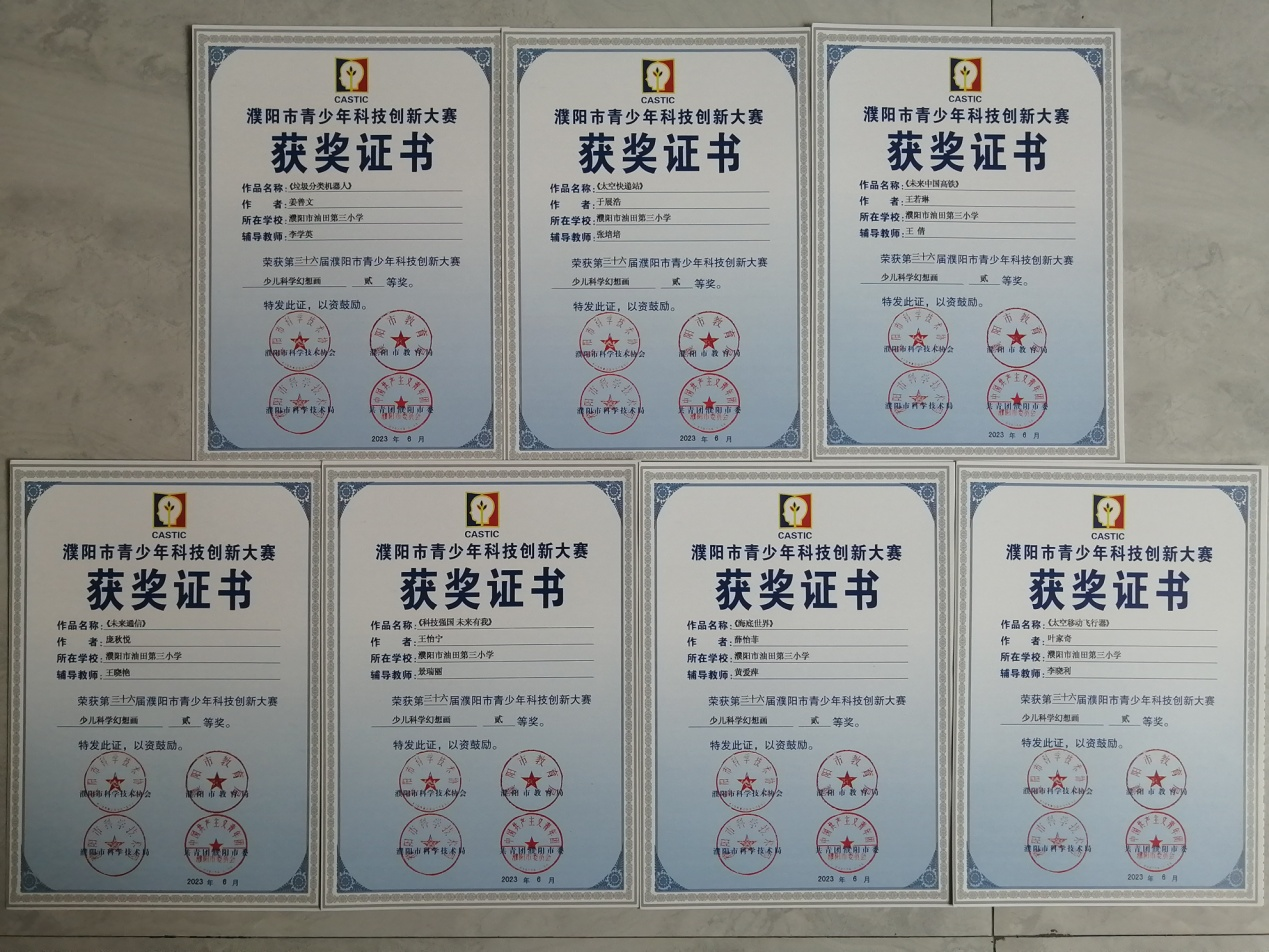 CASTIC
濮阳市青少年科技创新大赛
获奖证书
作品名称:《垃圾分类机器人》
作 者:姜善文
所在学校:濮阳市油田第三小学
辅导教师:李学英
荣获第三十六届濮阳市青少年科技创新大赛
少儿科学幻想画 贰 等奖。
特发此证，以资鼓励。
濮阳市科学技术协会 濮阳市教育局
濮阳市科学技术局 共青团濮阳市委
2023 年 6 月
CASTIC
濮阳市青少年科技创新大赛
获奖证书
作品名称:《太空快递站》
作 者:于展浩
所在学校:濮阳市油田第三小学
辅导教师:张培培
荣获第三十六届濮阳市青少年科技创新大赛
少儿科学幻想画 贰 等奖。
特发此证，以资鼓励。
濮阳市科学技术协会 濮阳市教育局
濮阳市科学技术局 共青团濮阳市委
2023 年 6 月
CASTIC
濮阳市青少年科技创新大赛
获奖证书
作品名称:《未来中国高铁》
作 者:王若琳
所在学校:濮阳市油田第三小学
辅导教师:王 倩
荣获第三十六届濮阳市青少年科技创新大赛
少儿科学幻想画 贰 等奖。
特发此证，以资鼓励。
濮阳市科学技术协会 濮阳市教育局
濮阳市科学技术局 共青团濮阳市委
2023 年 6 月
CASTIC
濮阳市青少年科技创新大赛
获奖证书
作品名称:《未来通信》
作 者:庞秋悦
所在学校:濮阳市油田第三小学
辅导教师:王晓艳
荣获第三十六届濮阳市青少年科技创新大赛
少儿科学幻想画 贰 等奖。
特发此证，以资鼓励。
濮阳市科学技术协会 濮阳市教育局
濮阳市科学技术局 共青团濮阳市委
2023 年 6 月
CASTIC
濮阳市青少年科技创新大赛
获奖证书
作品名称:《科技强国 未来有我》
作 者:王怡宁
所在学校:濮阳市油田第三小学
辅导教师:景瑞丽
荣获第三十六届濮阳市青少年科技创新大赛
少儿科学幻想画 贰 等奖。
特发此证，以资鼓励。
濮阳市科学技术协会 濮阳市教育局
濮阳市科学技术局 共青团濮阳市委
2023 年 6 月
CASTIC
濮阳市青少年科技创新大赛
获奖证书
作品名称:《海底世界》
作 者:薛怡菲
所在学校:濮阳市油田第三小学
辅导教师:黄爱萍
荣获第三十六届濮阳市青少年科技创新大赛
少儿科学幻想画 贰 等奖。
特发此证，以资鼓励。
濮阳市科学技术协会 濮阳市教育局
濮阳市科学技术局 共青团濮阳市委
2023 年 6 月
CASTIC
濮阳市青少年科技创新大赛
获奖证书
作品名称:《太空移动飞行器》
作 者:叶家奇
所在学校:濮阳市油田第三小学
辅导教师:李晓利
荣获第三十六届濮阳市青少年科技创新大赛
少儿科学幻想画 贰 等奖。
特发此证，以资鼓励。
濮阳市科学技术协会 濮阳市教育局
濮阳市科学技术局 共青团濮阳市委
2023 年 6 月